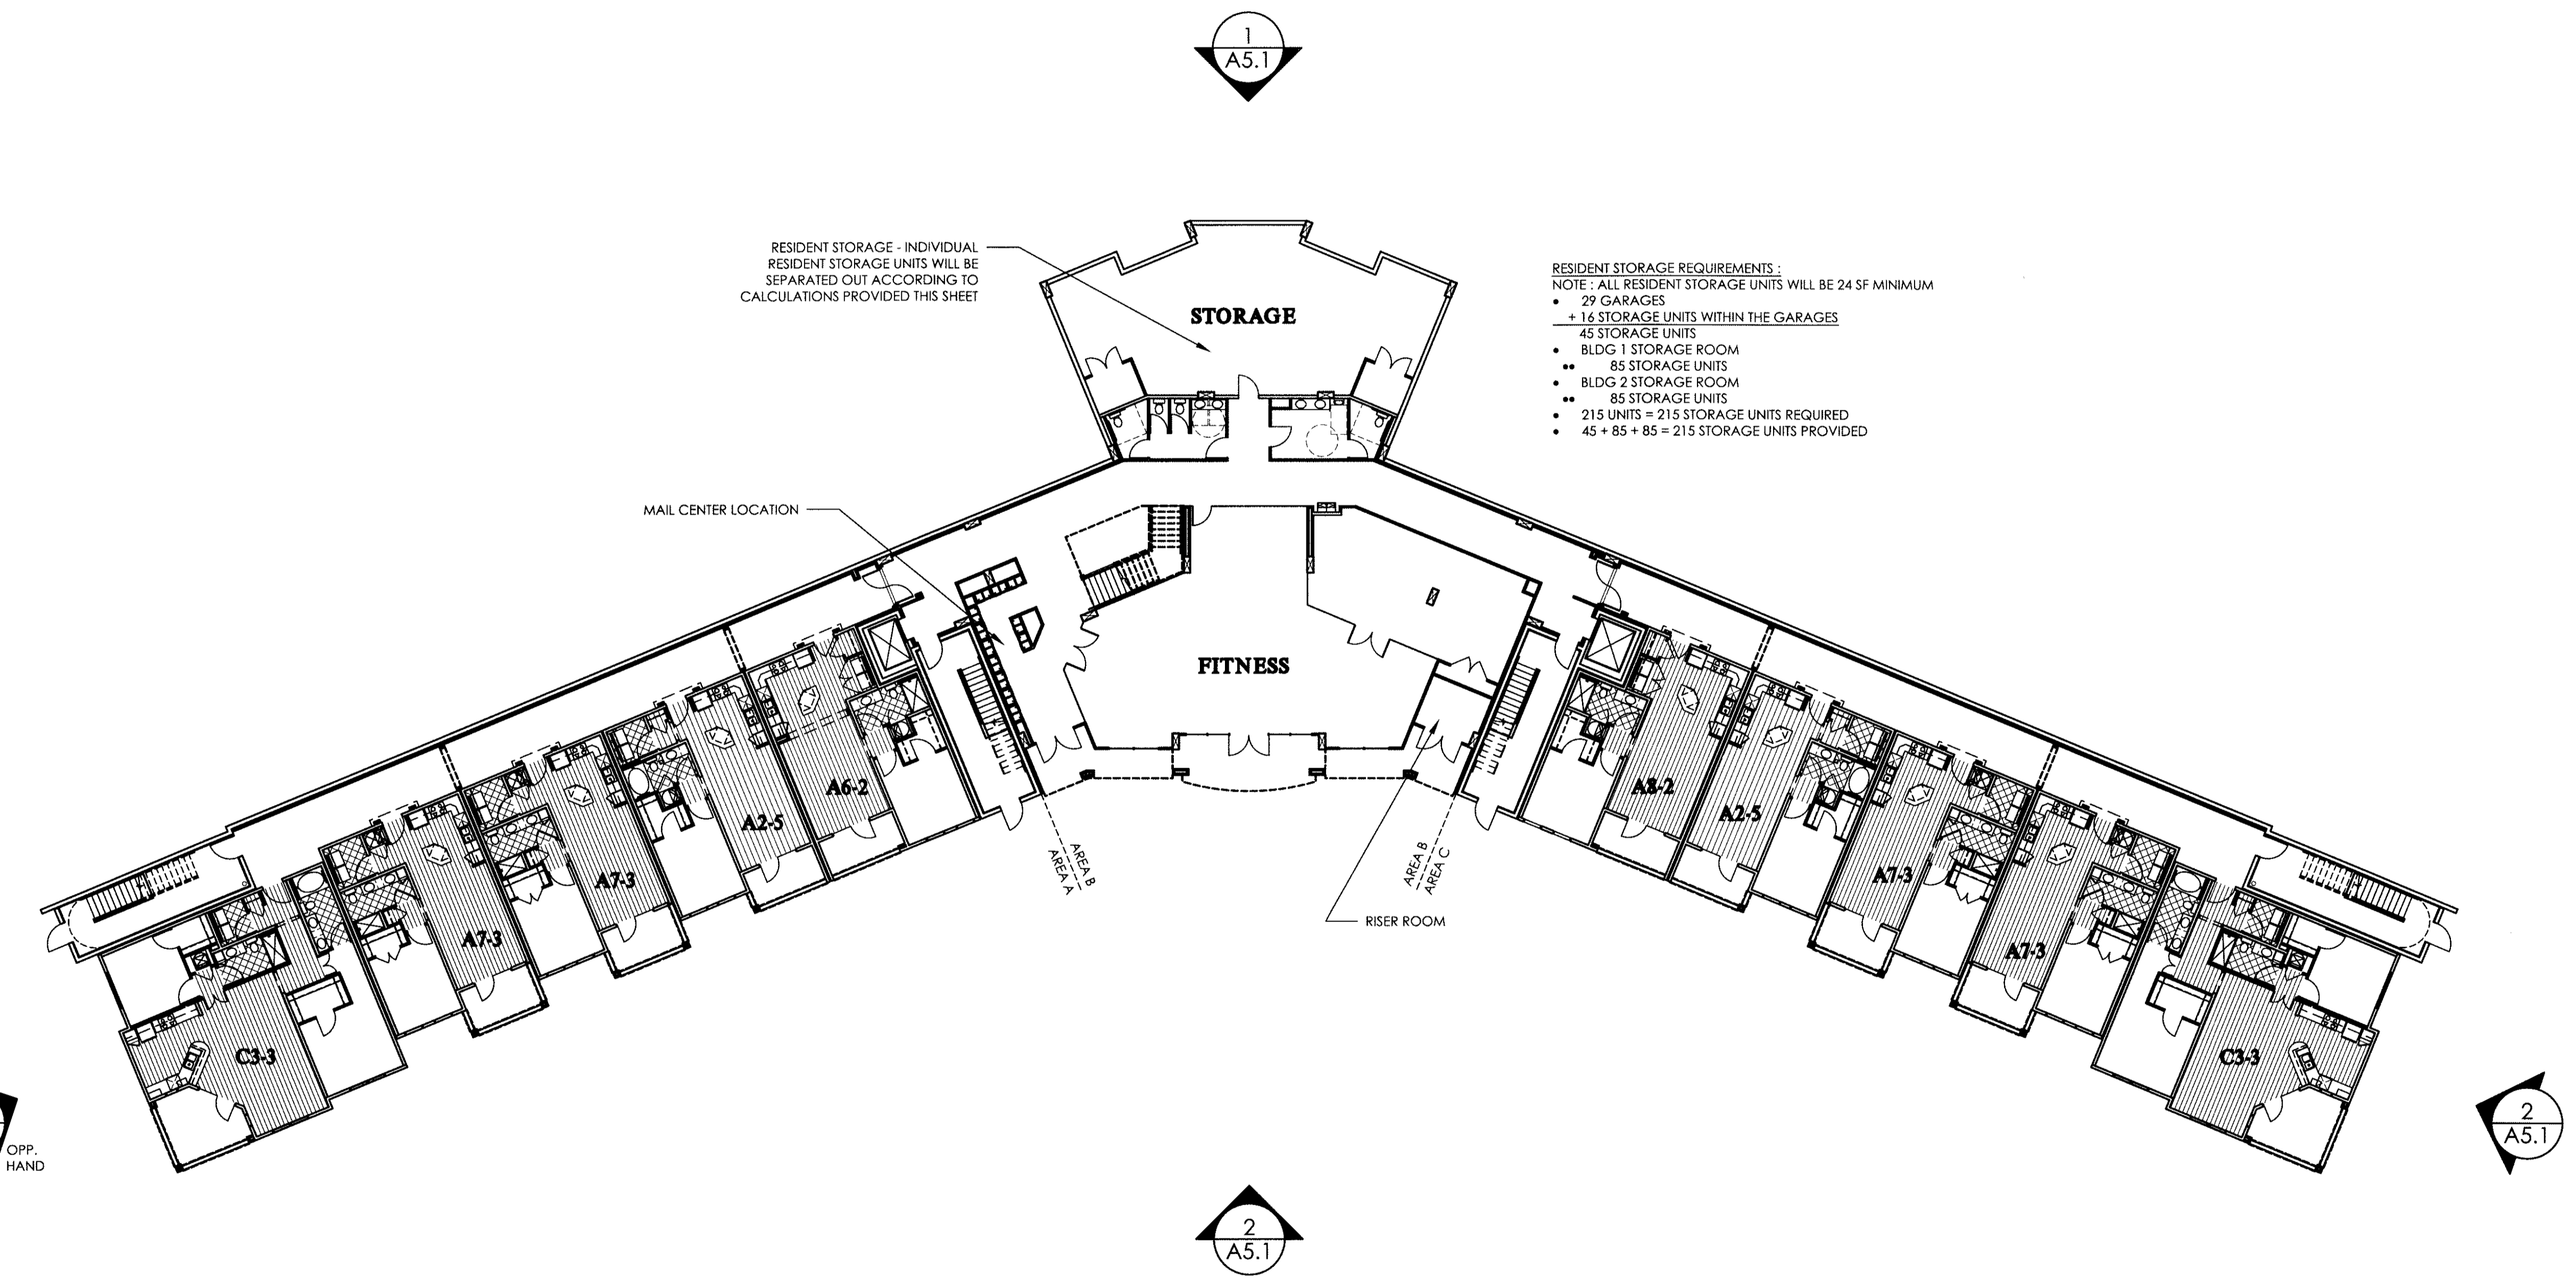 1
A5.1
RESIDENT STORAGE - INDIVIDUAL
RESIDENT STORAGE UNITS WILL BE
SEPARATED OUT ACCORDING TO
CALCULATIONS PROVIDED THIS SHEET
STORAGE
RESIDENT STORAGE REQUIREMENTS :
NOTE : ALL RESIDENT STORAGE UNITS WILL BE 24 SF MINIMUM
• 29 GARAGES
+ 16 STORAGE UNITS WITHIN THE GARAGES
45 STORAGE UNITS
• BLDG 1 STORAGE ROOM
•• 85 STORAGE UNITS
• BLDG 2 STORAGE ROOM
•• 85 STORAGE UNITS
• 215 UNITS = 215 STORAGE UNITS REQUIRED
• 45 + 85 + 85 = 215 STORAGE UNITS PROVIDED
MAIL CENTER LOCATION
FITNESS
A6-2
A2-5
A7-3
A7-3
C3-3
A8-2
A2-5
A7-3
A7-3
C3-3
AREA B
AREA A
AREA B
AREA C
RISER ROOM
OPP.
HAND
2
A5.1
2
A5.1